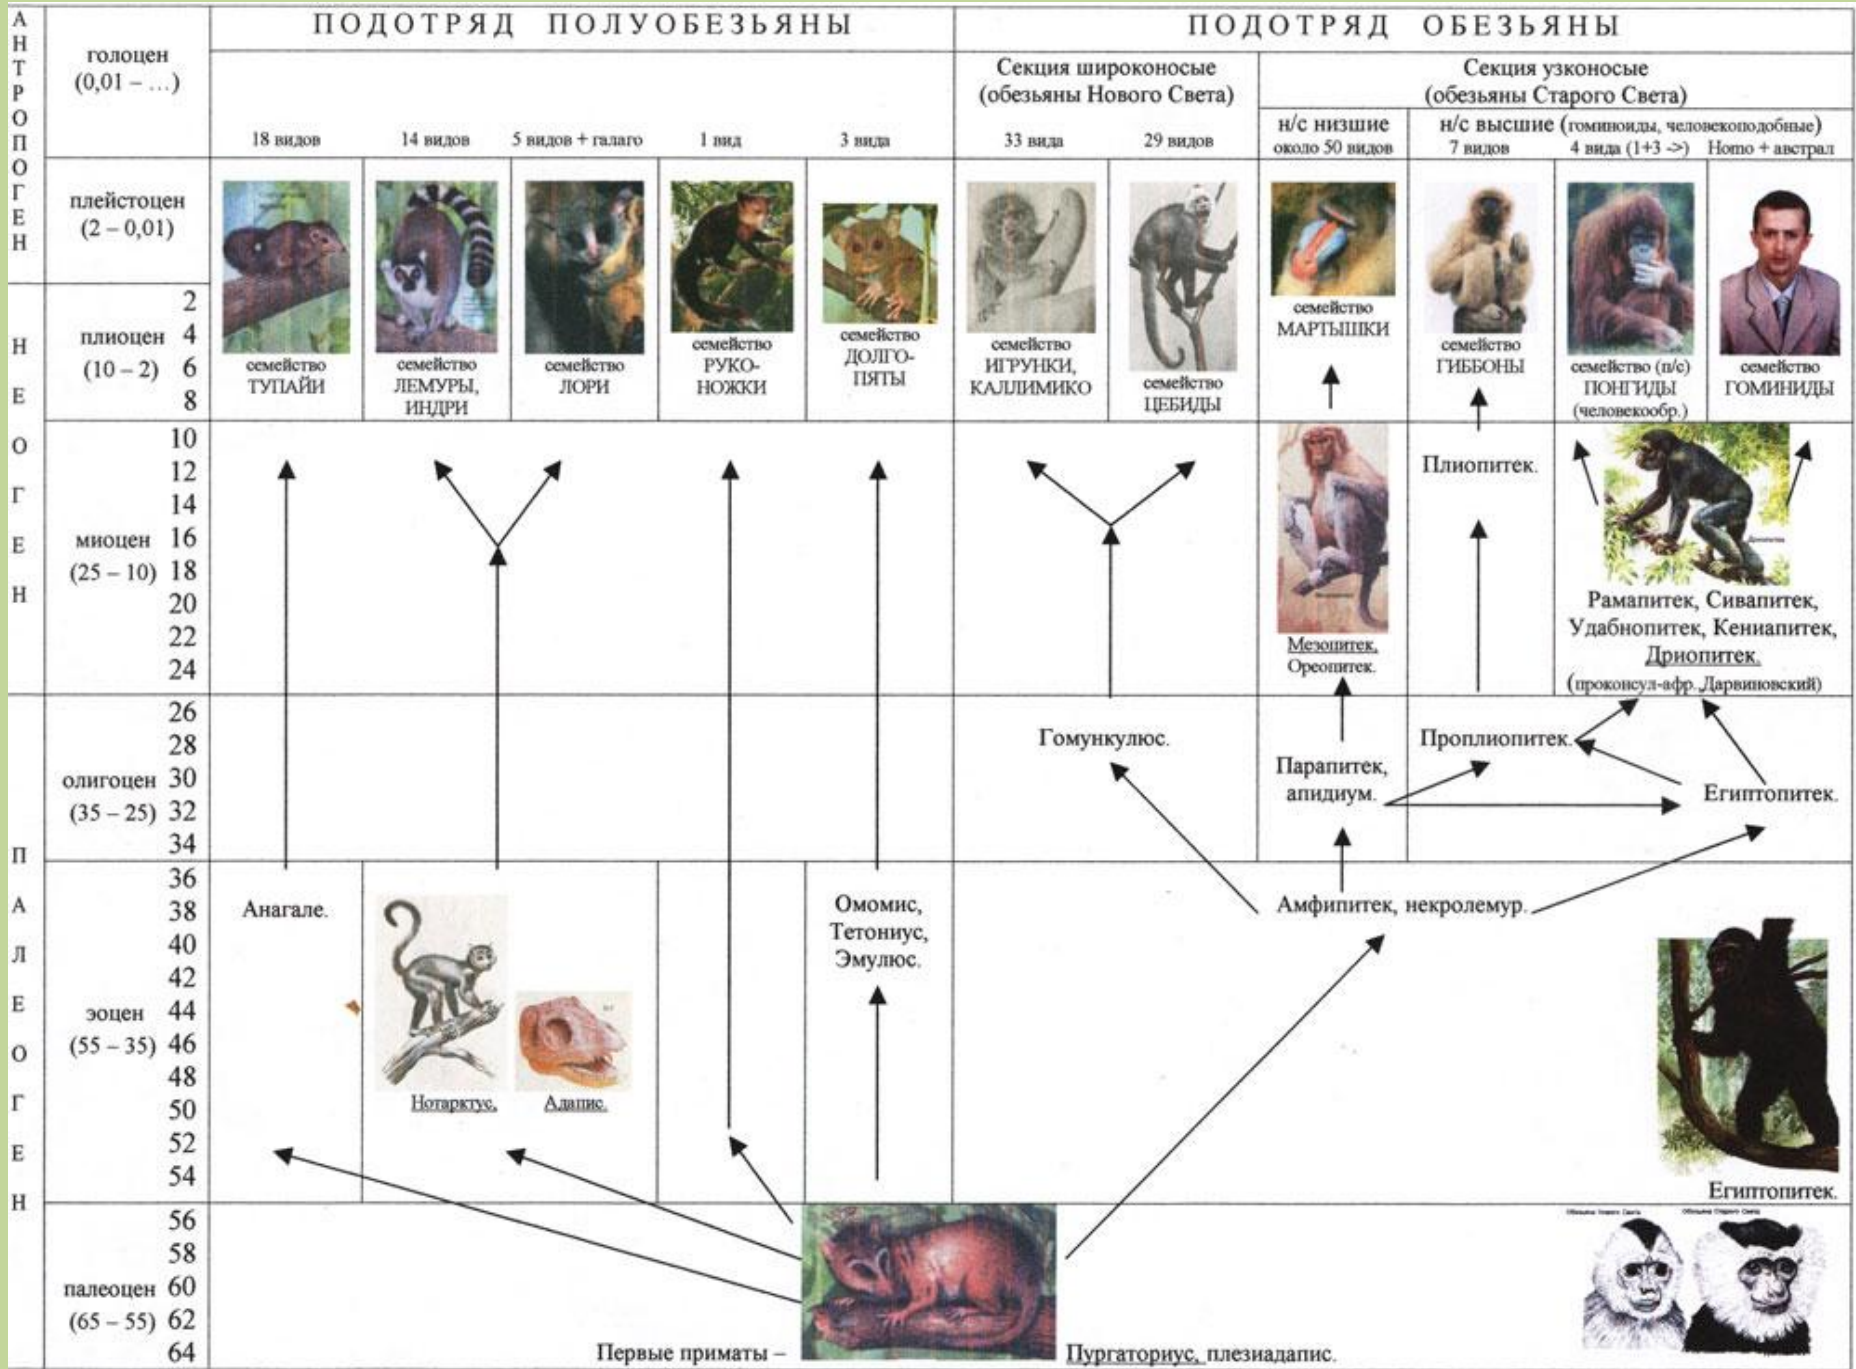 АНТРОПОГЕН
НЕОГЕН
ПАЛЕОГЕН
ПОДОТРЯД ПОЛУОБЕЗЬЯНЫ
ПОДОТРЯД ОБЕЗЬЯНЫ
голоцен
(0,01 – ...)
Секция широконосые
(обезьяны Нового Света)
Секция узконосые
(обезьяны Старого Света)
н/с низшие
около 50 видов
н/с высшие (гоминоиды, человекоподобные)
18 видов
14 видов
5 видов + галаго
1 вид
3 вида
33 вида
29 видов
7 видов
4 вида (1+3 ->)
Homo + австрал
плейстоцен
(2 – 0,01)
плиоцен
(10 – 2)
2
4
6
8
семейство
ТУПАЙИ
семейство
ЛЕМУРЫ,
ИНДРИ
семейство
ЛОРИ
семейство
РУКО-
НОЖКИ
семейство
ДОЛГО-
ПЯТЫ
семейство
ИГРУНКИ,
КАЛЛИМИКО
семейство
ЦЕБИДЫ
семейство
МАРТЫШКИ
семейство
ГИББОНЫ
семейство (п/с)
ПОНГИДЫ
(человекообр.)
семейство
ГОМИНИДЫ
миоцен
(25 – 10)
10
12
14
16
18
20
22
24
Мезопитек,
Ореопитек.
Плиопитек.
Дриопитек
Рамапитек, Сивапитек,
Удабнопитек, Кениапитек,
Дриопитек.
(проконсул-афр., Дарвиновский)
олигоцен
(35 – 25)
26
28
30
32
34
Гомункулюс.
Парапитек,
апидиум.
Проплиопитек.
Египтопитек.
эоцен
(55 – 35)
36
38
40
42
44
46
48
50
52
54
Анагале.
Нотарктус,
Адапис.
Омомис,
Тетониус,
Эмулюс.
Амфипитек, некролемур.
Египтопитек.
палеоцен
(65 – 55)
56
58
60
62
64
Первые приматы –
Пургаториус, плезиадапис.
Обезьяна Нового Света
Обезьяна Старого Света